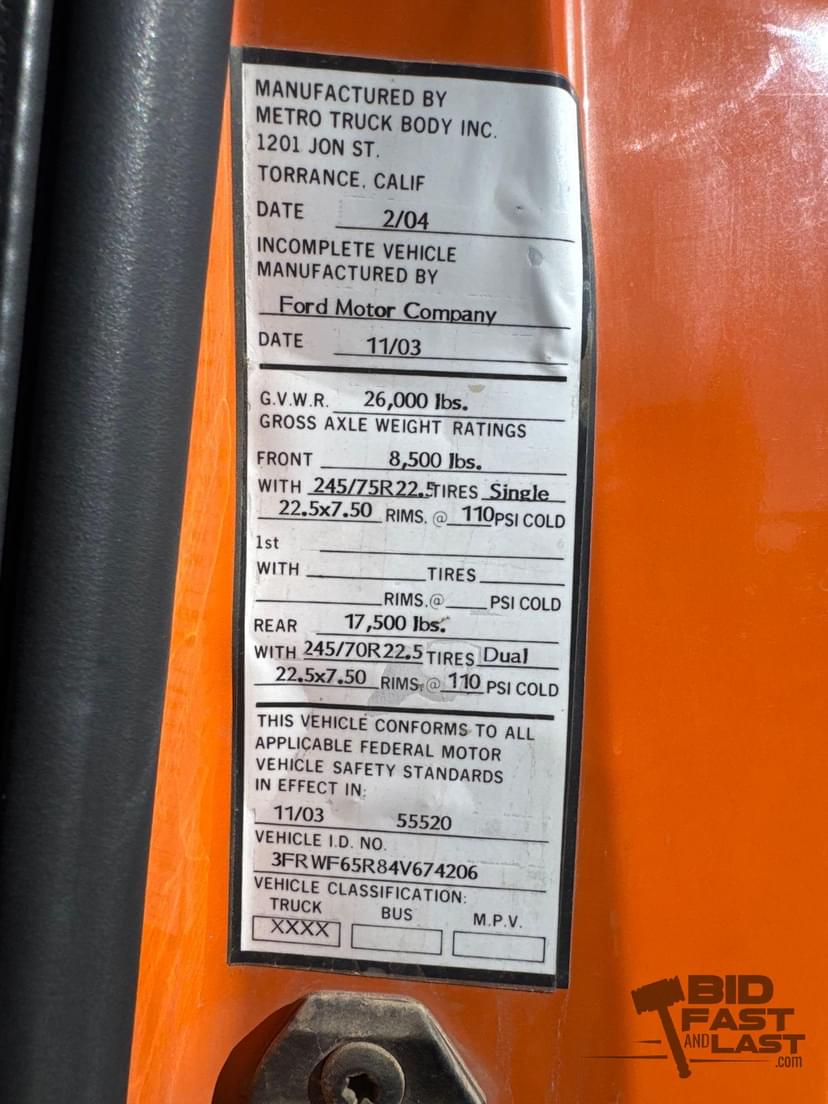 MANUFACTURED BY
METRO TRUCK BODY INC.
1201 JON ST.
TORRANCE, CALIF
DATE 2/04
INCOMPLETE VEHICLE
MANUFACTURED BY
Ford Motor Company
DATE 11/03
G.V.W.R. 26,000 lbs.
GROSS AXLE WEIGHT RATINGS
FRONT 8,500 lbs.
WITH 245/75R22.5 TIRES Single
22.5x7.50 RIMS. @ 110 PSI COLD
1st
WITH TIRES
RIMS.@ PSI COLD
REAR 17,500 lbs.
WITH 245/70R22.5 TIRES Dual
22.5x7.50 RIMS. @ 110 PSI COLD
THIS VEHICLE CONFORMS TO ALL
APPLICABLE FEDERAL MOTOR
VEHICLE SAFETY STANDARDS
IN EFFECT IN:
11/03 55520
VEHICLE I.D. NO.
3FRWF65R84V674206
VEHICLE CLASSIFICATION:
TRUCK BUS M.P.V.
XXXX
BID
FAST
AND LAST
.com